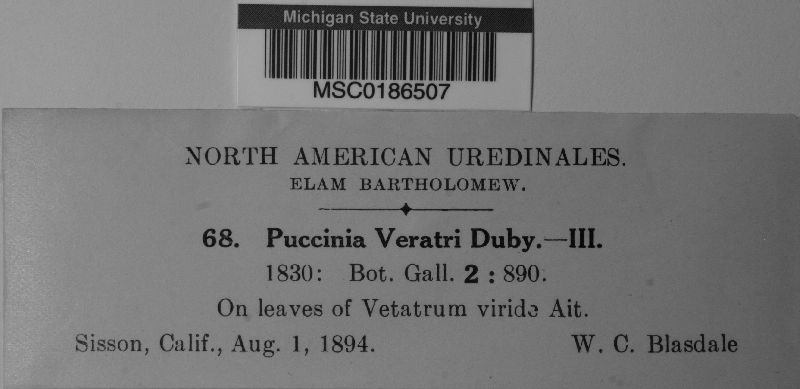 Michigan State University
MSC0186507
NORTH AMERICAN UREDINALES.
ELAM BARTHOLOMEW.
68. Puccinia Veratri Duby.—III.
1830: Bot. Gall. 2 : 890.
On leaves of Vetatrum viride Ait.
Sisson, Calif., Aug. 1, 1894. W. C. Blasdale